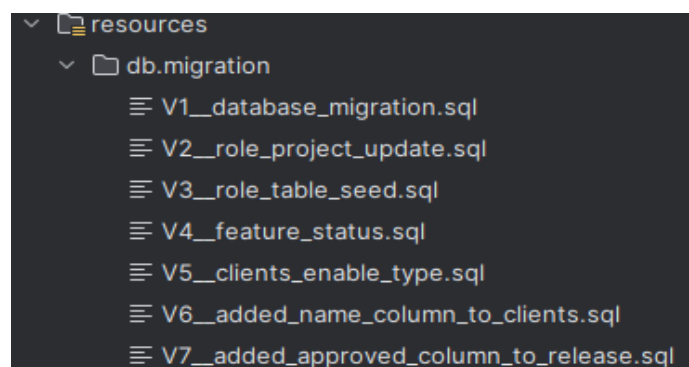 resources
db.migration
V1__database_migration.sql
V2__role_project_update.sql
V3__role_table_seed.sql
V4__feature_status.sql
V5__clients_enable_type.sql
V6__added_name_column_to_clients.sql
V7__added_approved_column_to_release.sql